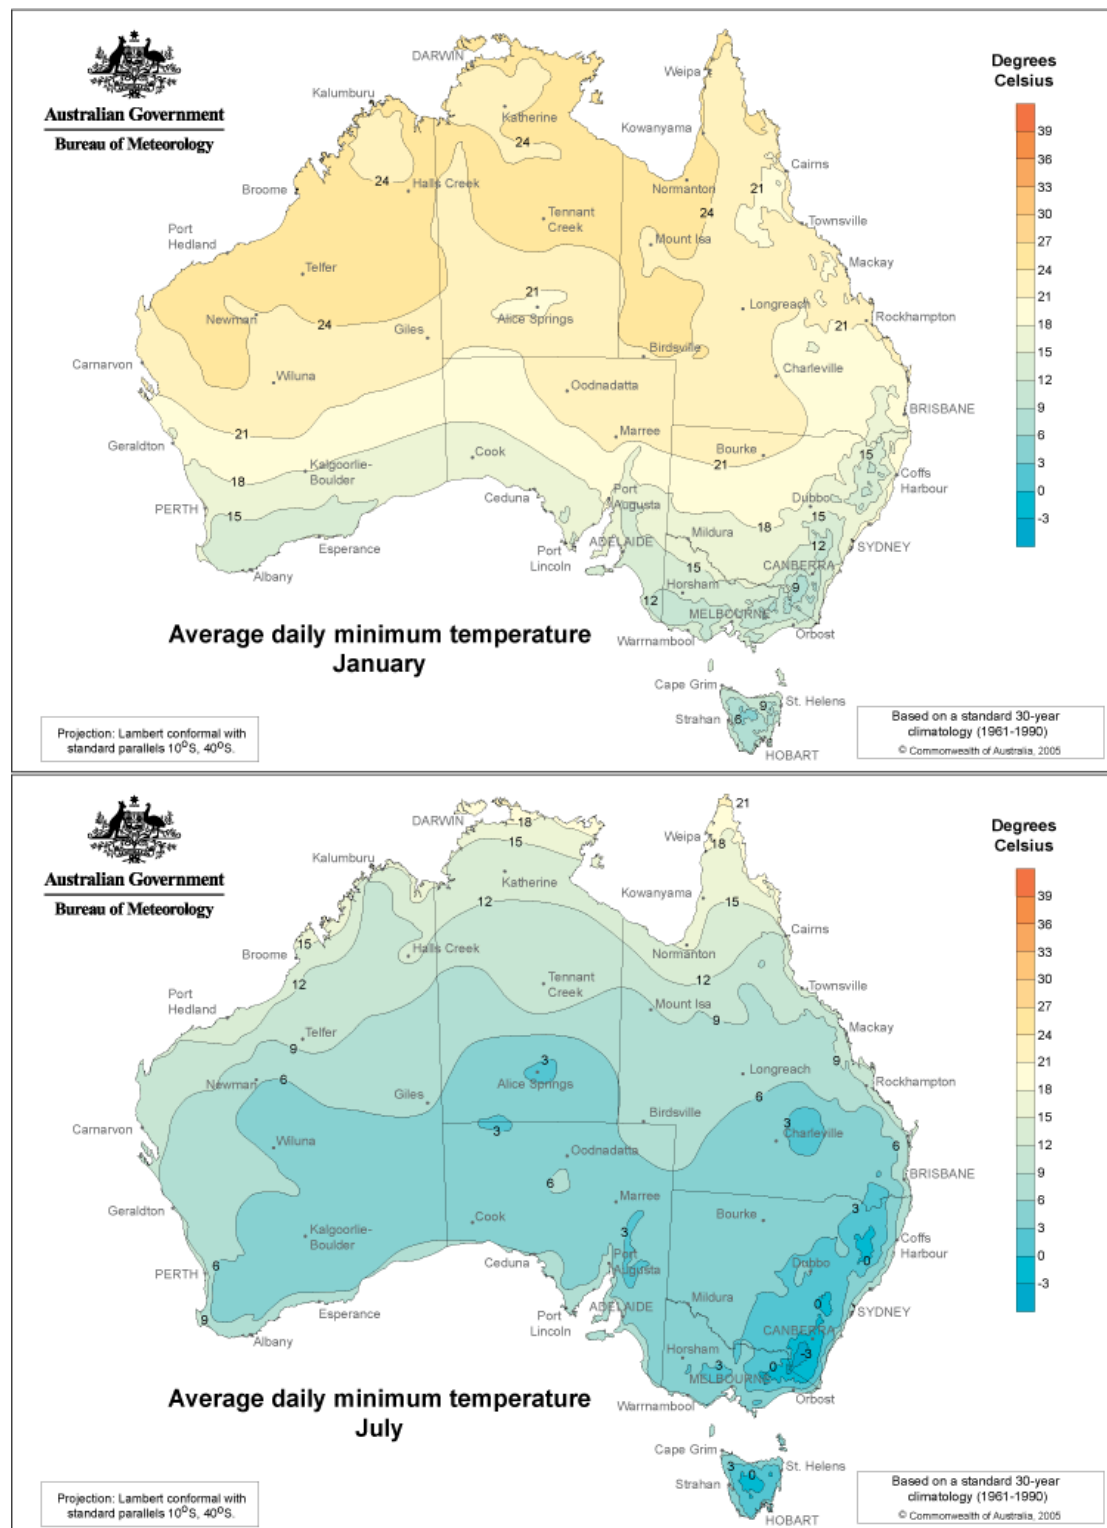 Australian Government
Bureau of Meteorology
Degrees
Celsius
39
36
33
30
27
24
21
18
15
12
9
6
3
0
-3
DARWIN
Weipa
Kalumburu
Katherine
Kowanyama
24
Cairns
24
Halls Creek
Broome
Normanton
21
24
Tennant
Creek
Townsville
Port
Hedland
Mount Isa
Telfer
Mackay
21
Longreach
Newman
Alice Springs
Rockhampton
24
Giles
21
Birdsville
Carnarvon
Wiluna
Charleville
Oodnadatta
BRISBANE
21
Marree
Geraldton
Bourke
15
Cook
21
Kalgoorlie-
Boulder
Coffs
Harbour
18
Ceduna
Port
Augusta
Dubbo
PERTH
15
15
18
Mildura
Esperance
ADELAIDE
12
SYDNEY
Port
Lincoln
CANBERRA
15
Albany
Horsham
9
12
MELBOURNE
Orbost
Warrnambool
Average daily minimum temperature
January
Cape Grim
St. Helens
9
Strahan
6
HOBART
Projection: Lambert conformal with
standard parallels 10°S, 40°S.
Based on a standard 30-year
climatology (1961-1990)
© Commonwealth of Australia, 2005
Australian Government
Bureau of Meteorology
Degrees
Celsius
39
36
33
30
27
24
21
18
15
12
9
6
3
0
-3
21
DARWIN
18
Weipa
15
18
Kalumburu
Katherine
Kowanyama
12
15
Cairns
15
Halls Creek
Broome
Normanton
12
Tennant
Creek
12
Townsville
Port
Hedland
Mount Isa
9
Telfer
Mackay
9
3
9
Newman
6
Alice Springs
Longreach
Rockhampton
Giles
6
Birdsville
Carnarvon
3
3
Wiluna
Charleville
6
Oodnadatta
BRISBANE
6
Marree
Geraldton
Bourke
3
Cook
3
Kalgoorlie-
Boulder
Coffs
Harbour
Port
Augusta
0
Ceduna
Dubbo
PERTH
6
Mildura
0
ADELAIDE
SYDNEY
Esperance
Port
Lincoln
9
CANBERRA
Albany
Horsham
-3
3
0
MELBOURNE
Orbost
Warrnambool
Average daily minimum temperature
July
Cape Grim
St. Helens
3
0
Strahan
HOBART
Projection: Lambert conformal with
standard parallels 10°S, 40°S.
Based on a standard 30-year
climatology (1961-1990)
© Commonwealth of Australia, 2005